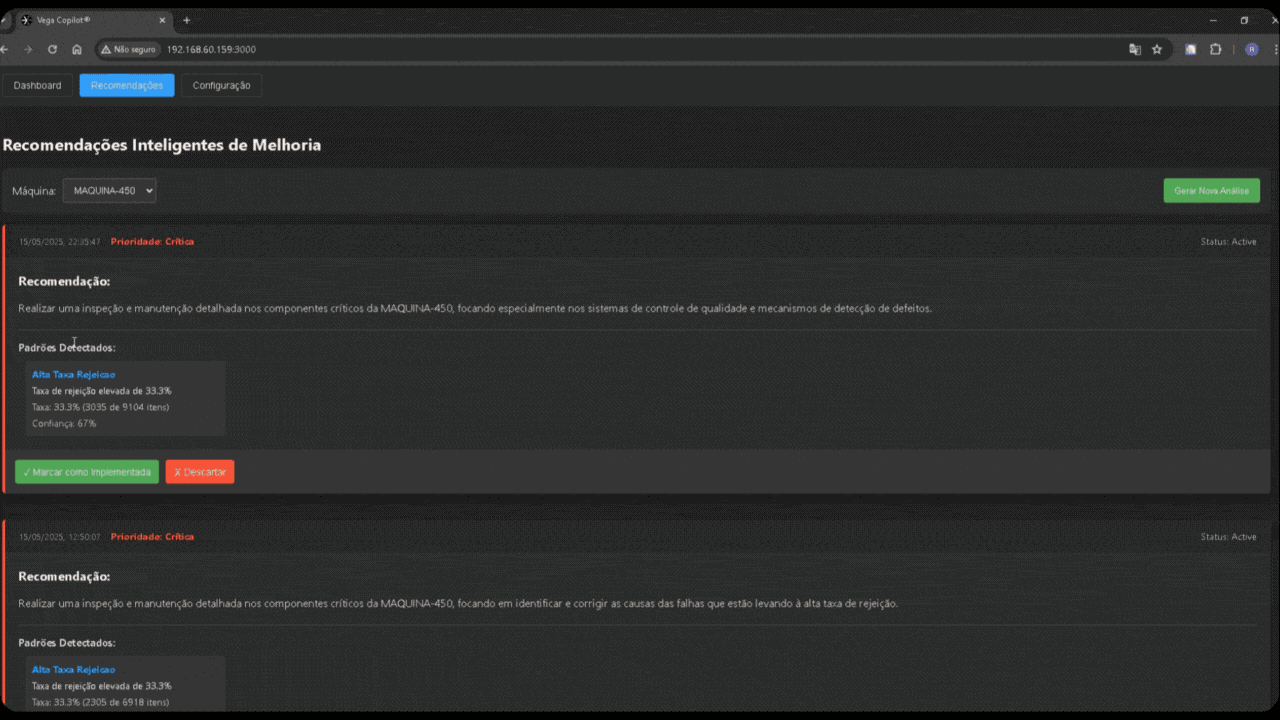 Vega Copilot®
Não seguro 192.168.60.159:3000
R
Dashboard Recomendações Configuração
Recomendações Inteligentes de Melhoria
Máquina: MAQUINA-450 Gerar Nova Análise
15/05/2025, 22:35:47 Prioridade: Crítica Status: Active
Recomendação:
Realizar uma inspeção e manutenção detalhada nos componentes críticos da MAQUINA-450, focando especialmente nos sistemas de controle de qualidade e mecanismos de detecção de defeitos.
Padrões Detectados:
Alta Taxa Rejeicao
Taxa de rejeição elevada de 33.3%
Taxa: 33.3% (3035 de 9104 itens)
Confiança: 67%
✓ Marcar como Implementada X Descartar
15/05/2025, 12:50:07 Prioridade: Crítica Status: Active
Recomendação:
Realizar uma inspeção e manutenção detalhada nos componentes críticos da MAQUINA-450, focando em identificar e corrigir as causas das falhas que estão levando à alta taxa de rejeição.
Padrões Detectados:
Alta Taxa Rejeicao
Taxa de rejeição elevada de 33.3%
Taxa: 33.3% (2305 de 6918 itens)